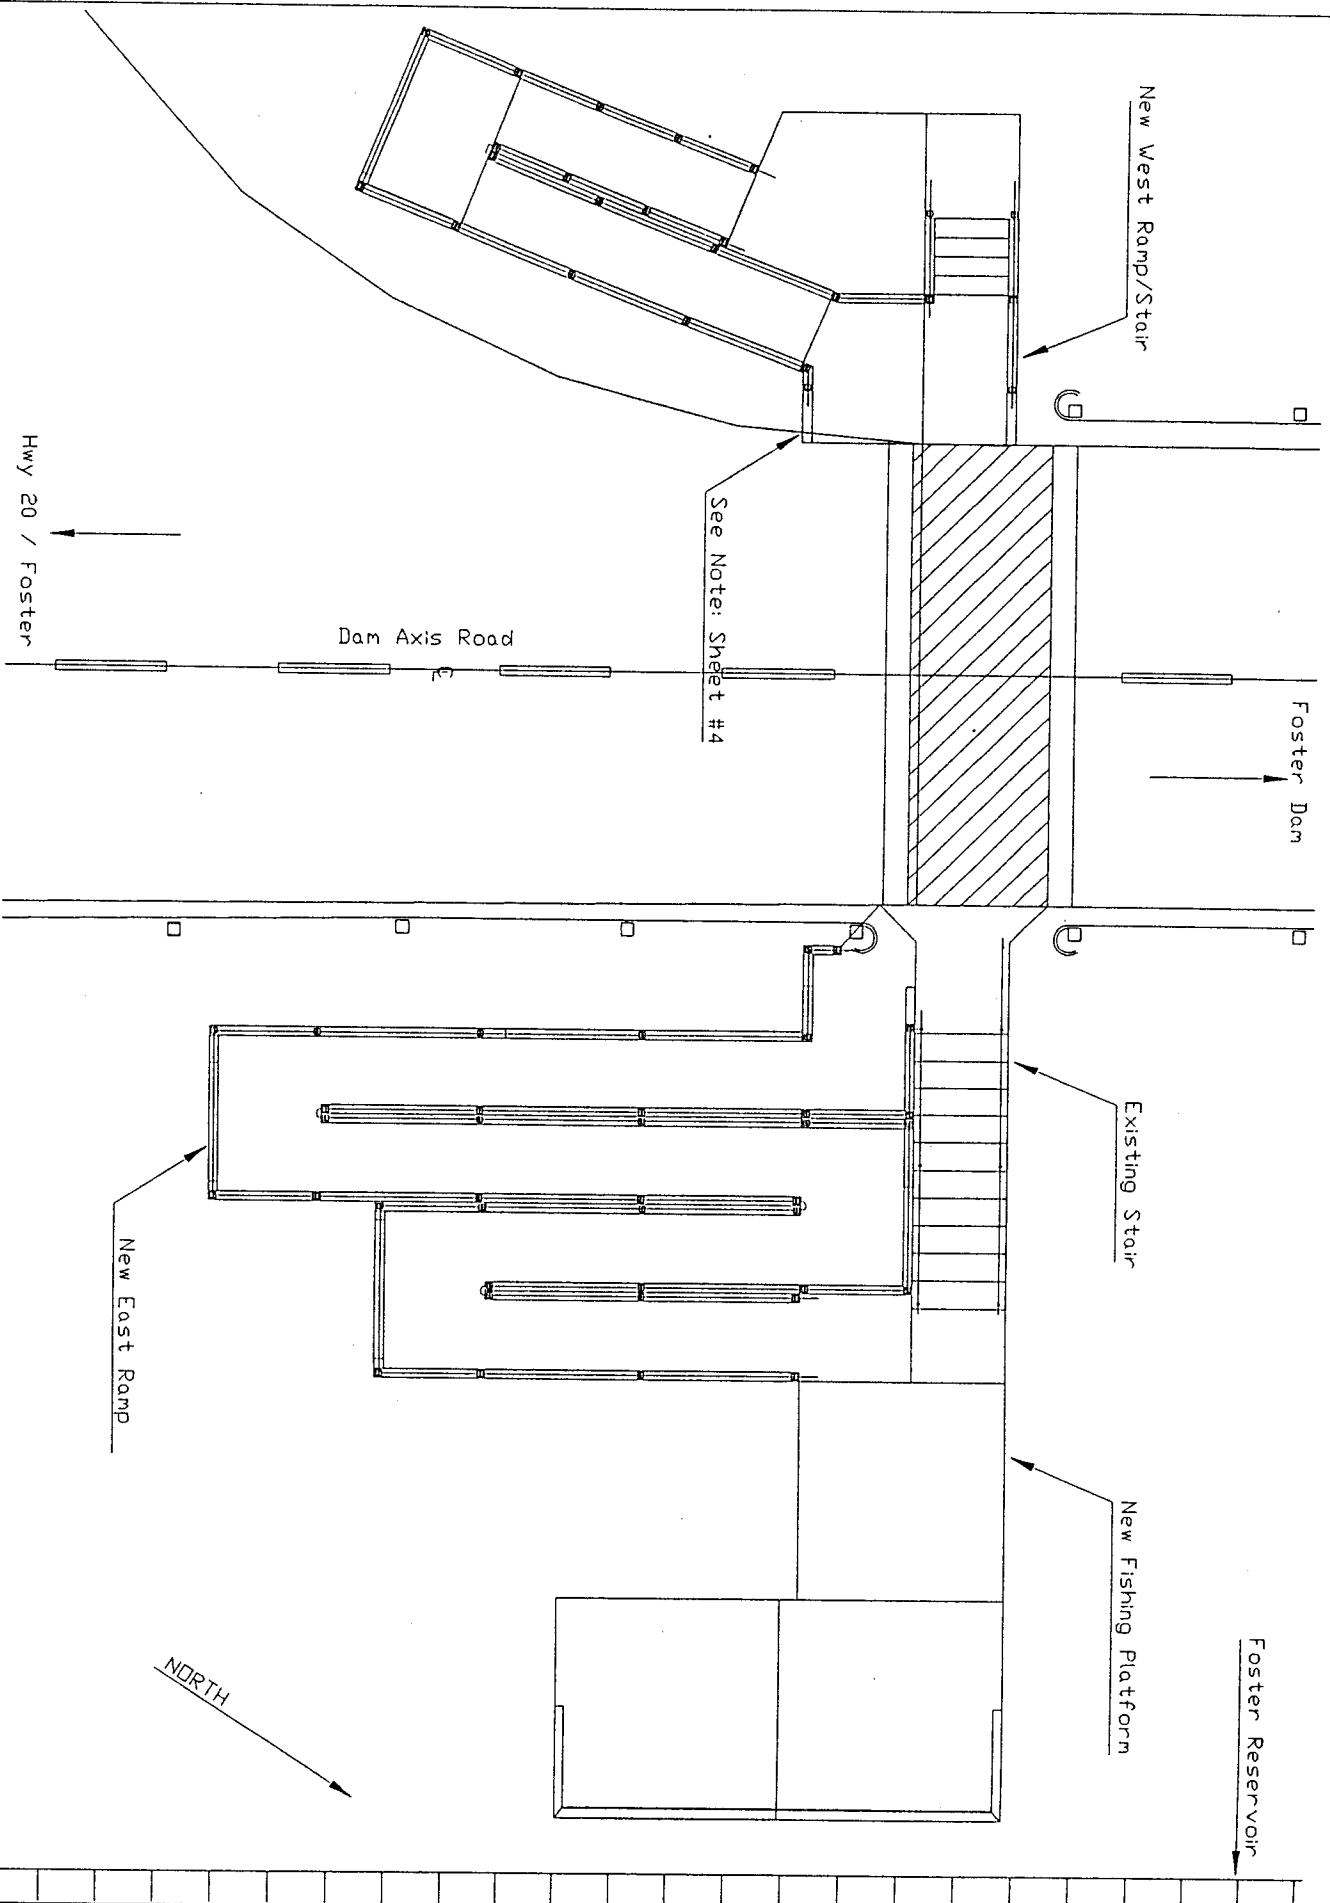 New West Ramp/Stair
Hwy 20 / Foster
See Note: Sheet #4
Dam Axis Road
Foster Dam
Existing Stair
New East Ramp
New Fishing Platform
Foster Reservoir
NORTH